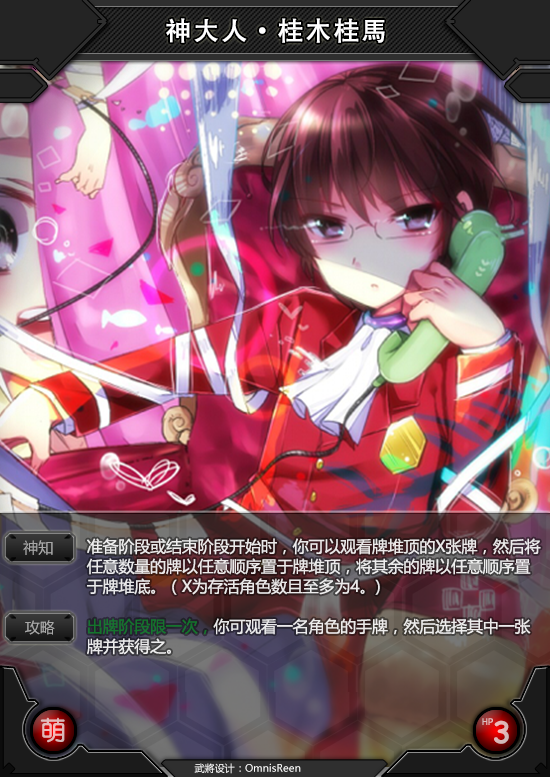 神大人·桂木桂馬
神知
准备阶段或结束阶段开始时，你可以观看牌堆顶的X张牌，然后将
任意数量的牌以任意顺序置于牌堆顶，将其余的牌以任意顺序置
于牌堆底。（X为存活角色数且至多为4。）
攻略
出牌阶段限一次，你可观看一名角色的手牌，然后选择其中一张
牌并获得之。
萌
HP3
武將设计：OmnisReen